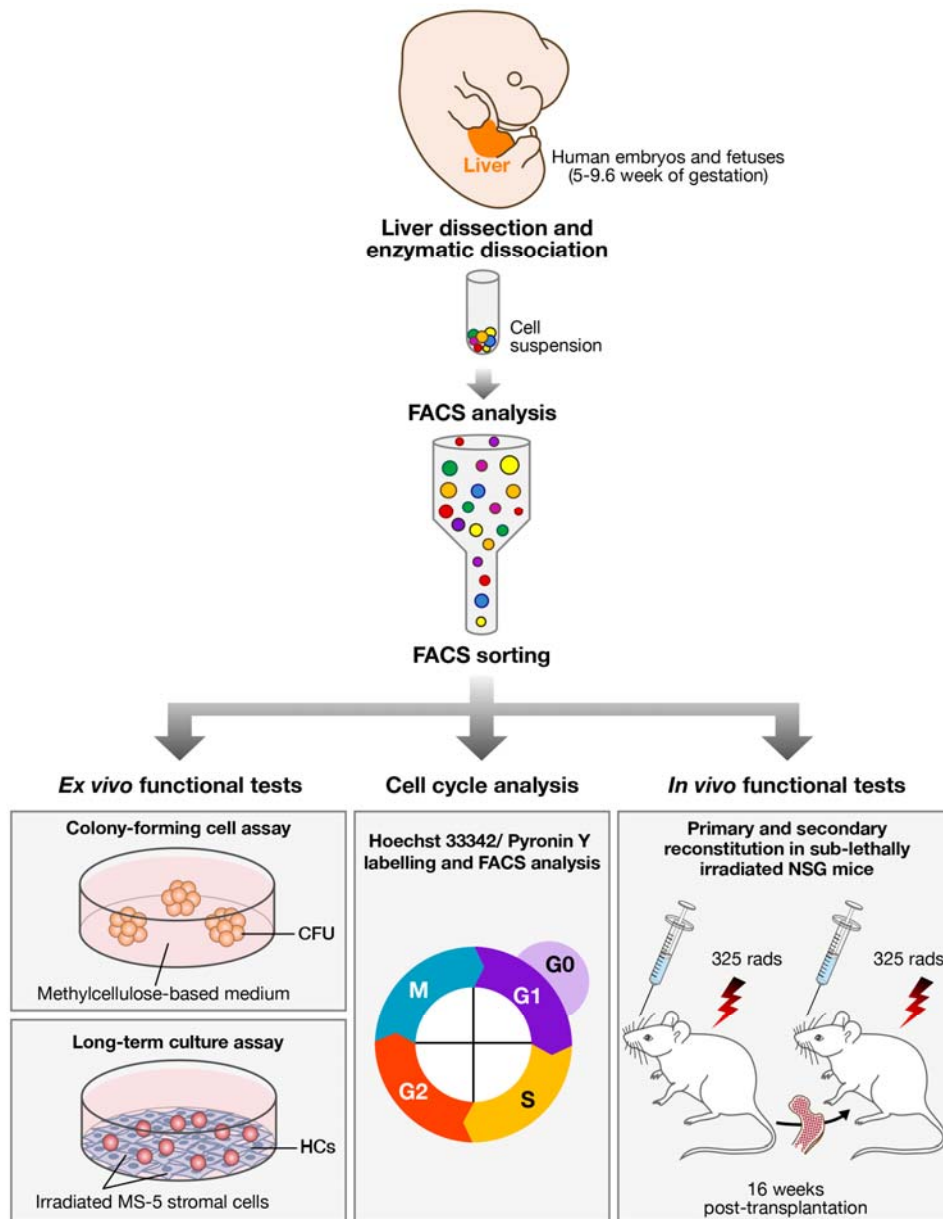 Liver
Human embryos and fetuses
(5-9.6 week of gestation)
Liver dissection and
enzymatic dissociation
Cell
suspension
FACS analysis
FACS sorting
Ex vivo functional tests
Colony-forming cell assay
CFU
Methylcellulose-based medium
Long-term culture assay
HCs
Irradiated MS-5 stromal cells
Cell cycle analysis
Hoechst 33342/ Pyronin Y
labelling and FACS analysis
G0
M
G1
G2
S
In vivo functional tests
Primary and secondary
reconstitution in sub-lethally
irradiated NSG mice
325 rads
325 rads
16 weeks
post-transplantation